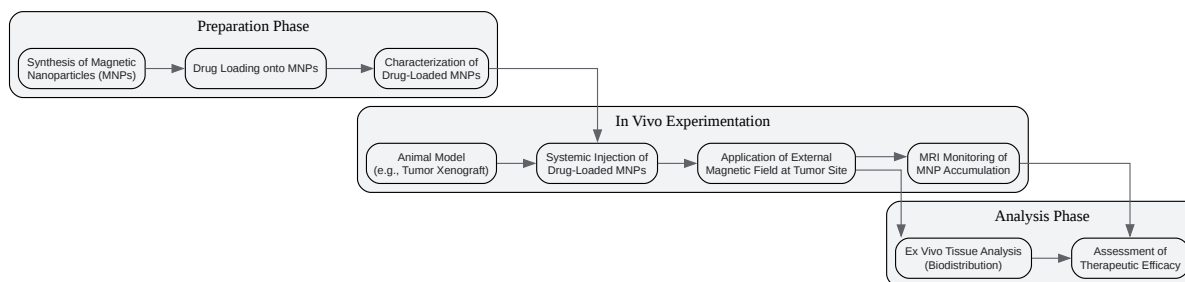 Preparation Phase
Synthesis of Magnetic
Nanoparticles (MNPs)
Drug Loading onto MNPs
Characterization of
Drug-Loaded MNPs
In Vivo Experimentation
Animal Model
(e.g., Tumor Xenograft)
Systemic Injection of
Drug-Loaded MNPs
Application of External
Magnetic Field at Tumor Site
MRI Monitoring of
MNP Accumulation
Analysis Phase
Ex Vivo Tissue Analysis
(Biodistribution)
Assessment of
Therapeutic Efficacy